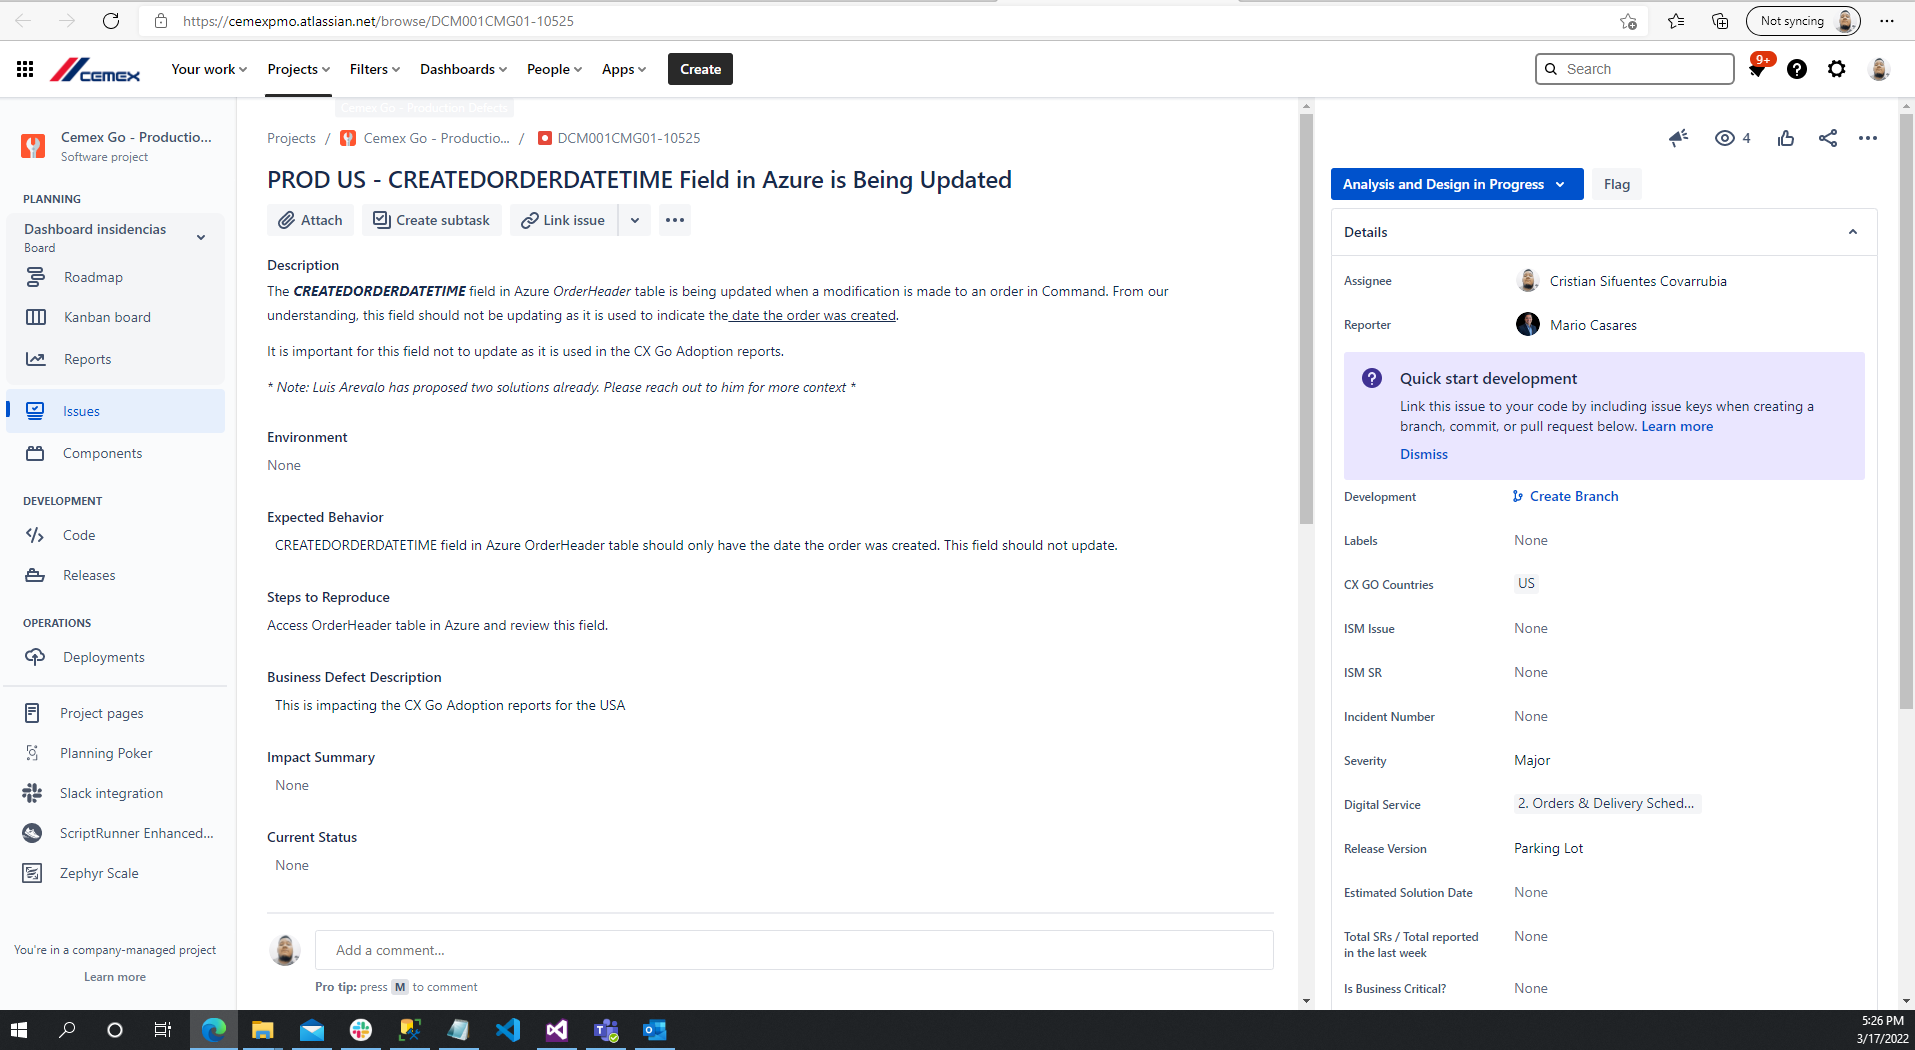 https://cemexpmo.atlassian.net/browse/DCM001CMG01-10525
Not syncing
CEMEX
Your work
Projects
Filters
Dashboards
People
Apps
Create
Search
9+
Cemex Go - Production Defects
Cemex Go - Productio...
Software project
PLANNING
Dashboard insidencias
Board
Roadmap
Kanban board
Reports
Issues
Components
DEVELOPMENT
Code
Releases
OPERATIONS
Deployments
Project pages
Planning Poker
Slack integration
ScriptRunner Enhanced...
Zephyr Scale
You're in a company-managed project
Learn more
Projects / Cemex Go - Productio... / DCM001CMG01-10525
PROD US - CREATEDORDERDATETIME Field in Azure is Being Updated
Attach
Create subtask
Link issue
Description
The CREATEDORDERDATETIME field in Azure OrderHeader table is being updated when a modification is made to an order in Command. From our
understanding, this field should not be updating as it is used to indicate the date the order was created.
It is important for this field not to update as it is used in the CX Go Adoption reports.
* Note: Luis Arevalo has proposed two solutions already. Please reach out to him for more context *
Environment
None
Expected Behavior
CREATEDORDERDATETIME field in Azure OrderHeader table should only have the date the order was created. This field should not update.
Steps to Reproduce
Access OrderHeader table in Azure and review this field.
Business Defect Description
This is impacting the CX Go Adoption reports for the USA
Impact Summary
None
Current Status
None
Add a comment...
Pro tip: press M to comment
4
Analysis and Design in Progress
Flag
Details
Assignee
Cristian Sifuentes Covarrubia
Reporter
Mario Casares
Quick start development
Link this issue to your code by including issue keys when creating a
branch, commit, or pull request below. Learn more
Dismiss
Development
Create Branch
Labels
None
CX GO Countries
US
ISM Issue
None
ISM SR
None
Incident Number
None
Severity
Major
Digital Service
2. Orders & Delivery Sched...
Release Version
Parking Lot
Estimated Solution Date
None
Total SRs / Total reported
in the last week
None
Is Business Critical?
None
5:26 PM
3/17/2022